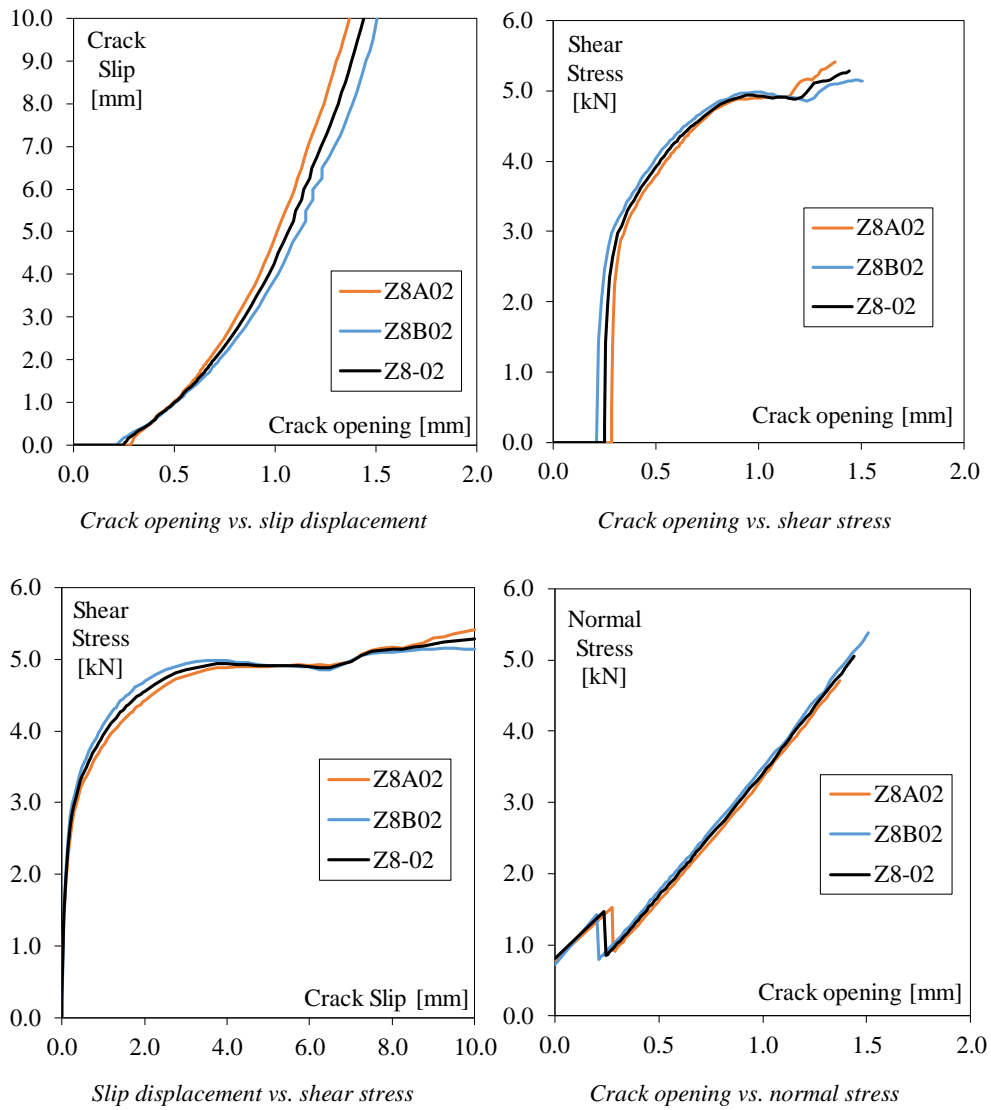 10.0
9.0
8.0
7.0
6.0
5.0
4.0
3.0
2.0
1.0
0.0
Crack
Slip
[mm]
Z8A02
Z8B02
Z8-02
Crack opening [mm]
0.0 0.5 1.0 1.5 2.0
Crack opening vs. slip displacement
6.0
5.0
4.0
3.0
2.0
1.0
0.0
Shear
Stress
[kN]
Z8A02
Z8B02
Z8-02
Crack opening [mm]
0.0 0.5 1.0 1.5 2.0
Crack opening vs. shear stress
6.0
5.0
4.0
3.0
2.0
1.0
0.0
Shear
Stress
[kN]
Z8A02
Z8B02
Z8-02
Crack Slip [mm]
0.0 2.0 4.0 6.0 8.0 10.0
Slip displacement vs. shear stress
6.0
5.0
4.0
3.0
2.0
1.0
0.0
Normal
Stress
[kN]
Z8A02
Z8B02
Z8-02
Crack opening [mm]
0.0 0.5 1.0 1.5 2.0
Crack opening vs. normal stress